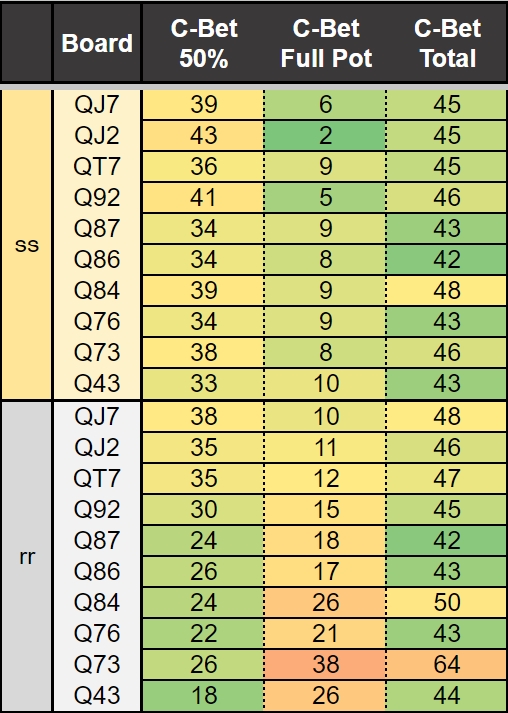 Board C-Bet 50% C-Bet Full Pot C-Bet Total
ss
QJ7 39 6 45
QJ2 43 2 45
QT7 36 9 45
Q92 41 5 46
Q87 34 9 43
Q86 34 8 42
Q84 39 9 48
Q76 34 9 43
Q73 38 8 46
Q43 33 10 43
rr
QJ7 38 10 48
QJ2 35 11 46
QT7 35 12 47
Q92 30 15 45
Q87 24 18 42
Q86 26 17 43
Q84 24 26 50
Q76 22 21 43
Q73 26 38 64
Q43 18 26 44